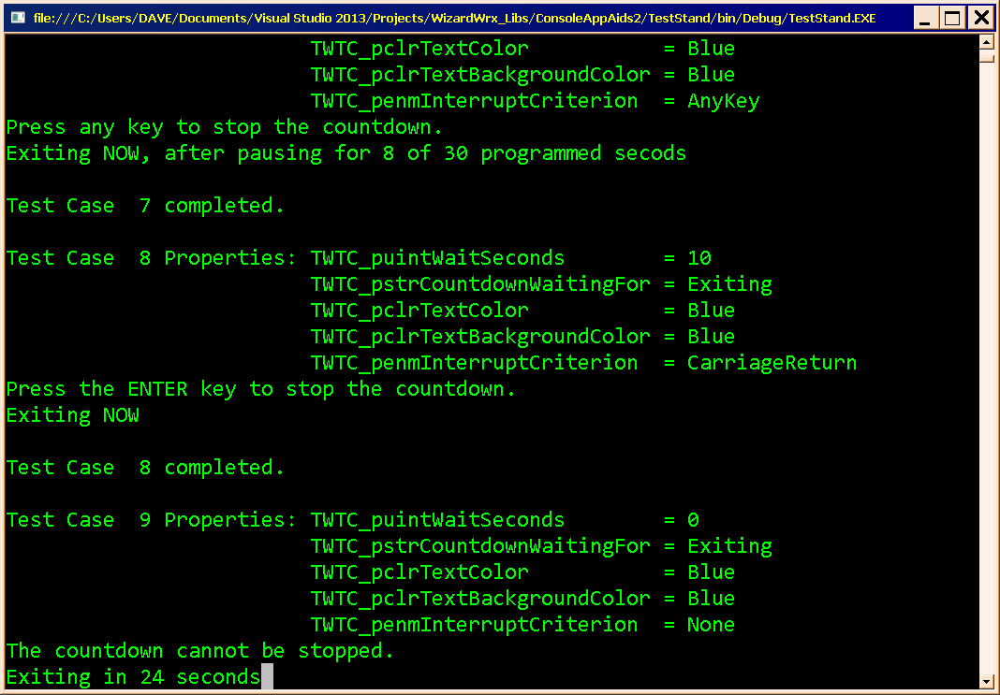 file:///C:/Users/DAVE/Documents/Visual Studio 2013/Projects/WizardWrx_Libs/ConsoleAppAids2/TestStand/bin/Debug/TestStand.EXE
TWTC_pclrTextColor = Blue
TWTC_pclrTextBackgroundColor = Blue
TWTC_penmInterruptCriterion = AnyKey
Press any key to stop the countdown.
Exiting NOW, after pausing for 8 of 30 programmed secods
Test Case 7 completed.
Test Case 8 Properties: TWTC_puintWaitSeconds = 10
TWTC_pstrCountdownWaitingFor = Exiting
TWTC_pclrTextColor = Blue
TWTC_pclrTextBackgroundColor = Blue
TWTC_penmInterruptCriterion = CarriageReturn
Press the ENTER key to stop the countdown.
Exiting NOW
Test Case 8 completed.
Test Case 9 Properties: TWTC_puintWaitSeconds = 0
TWTC_pstrCountdownWaitingFor = Exiting
TWTC_pclrTextColor = Blue
TWTC_pclrTextBackgroundColor = Blue
TWTC_penmInterruptCriterion = None
The countdown cannot be stopped.
Exiting in 24 seconds